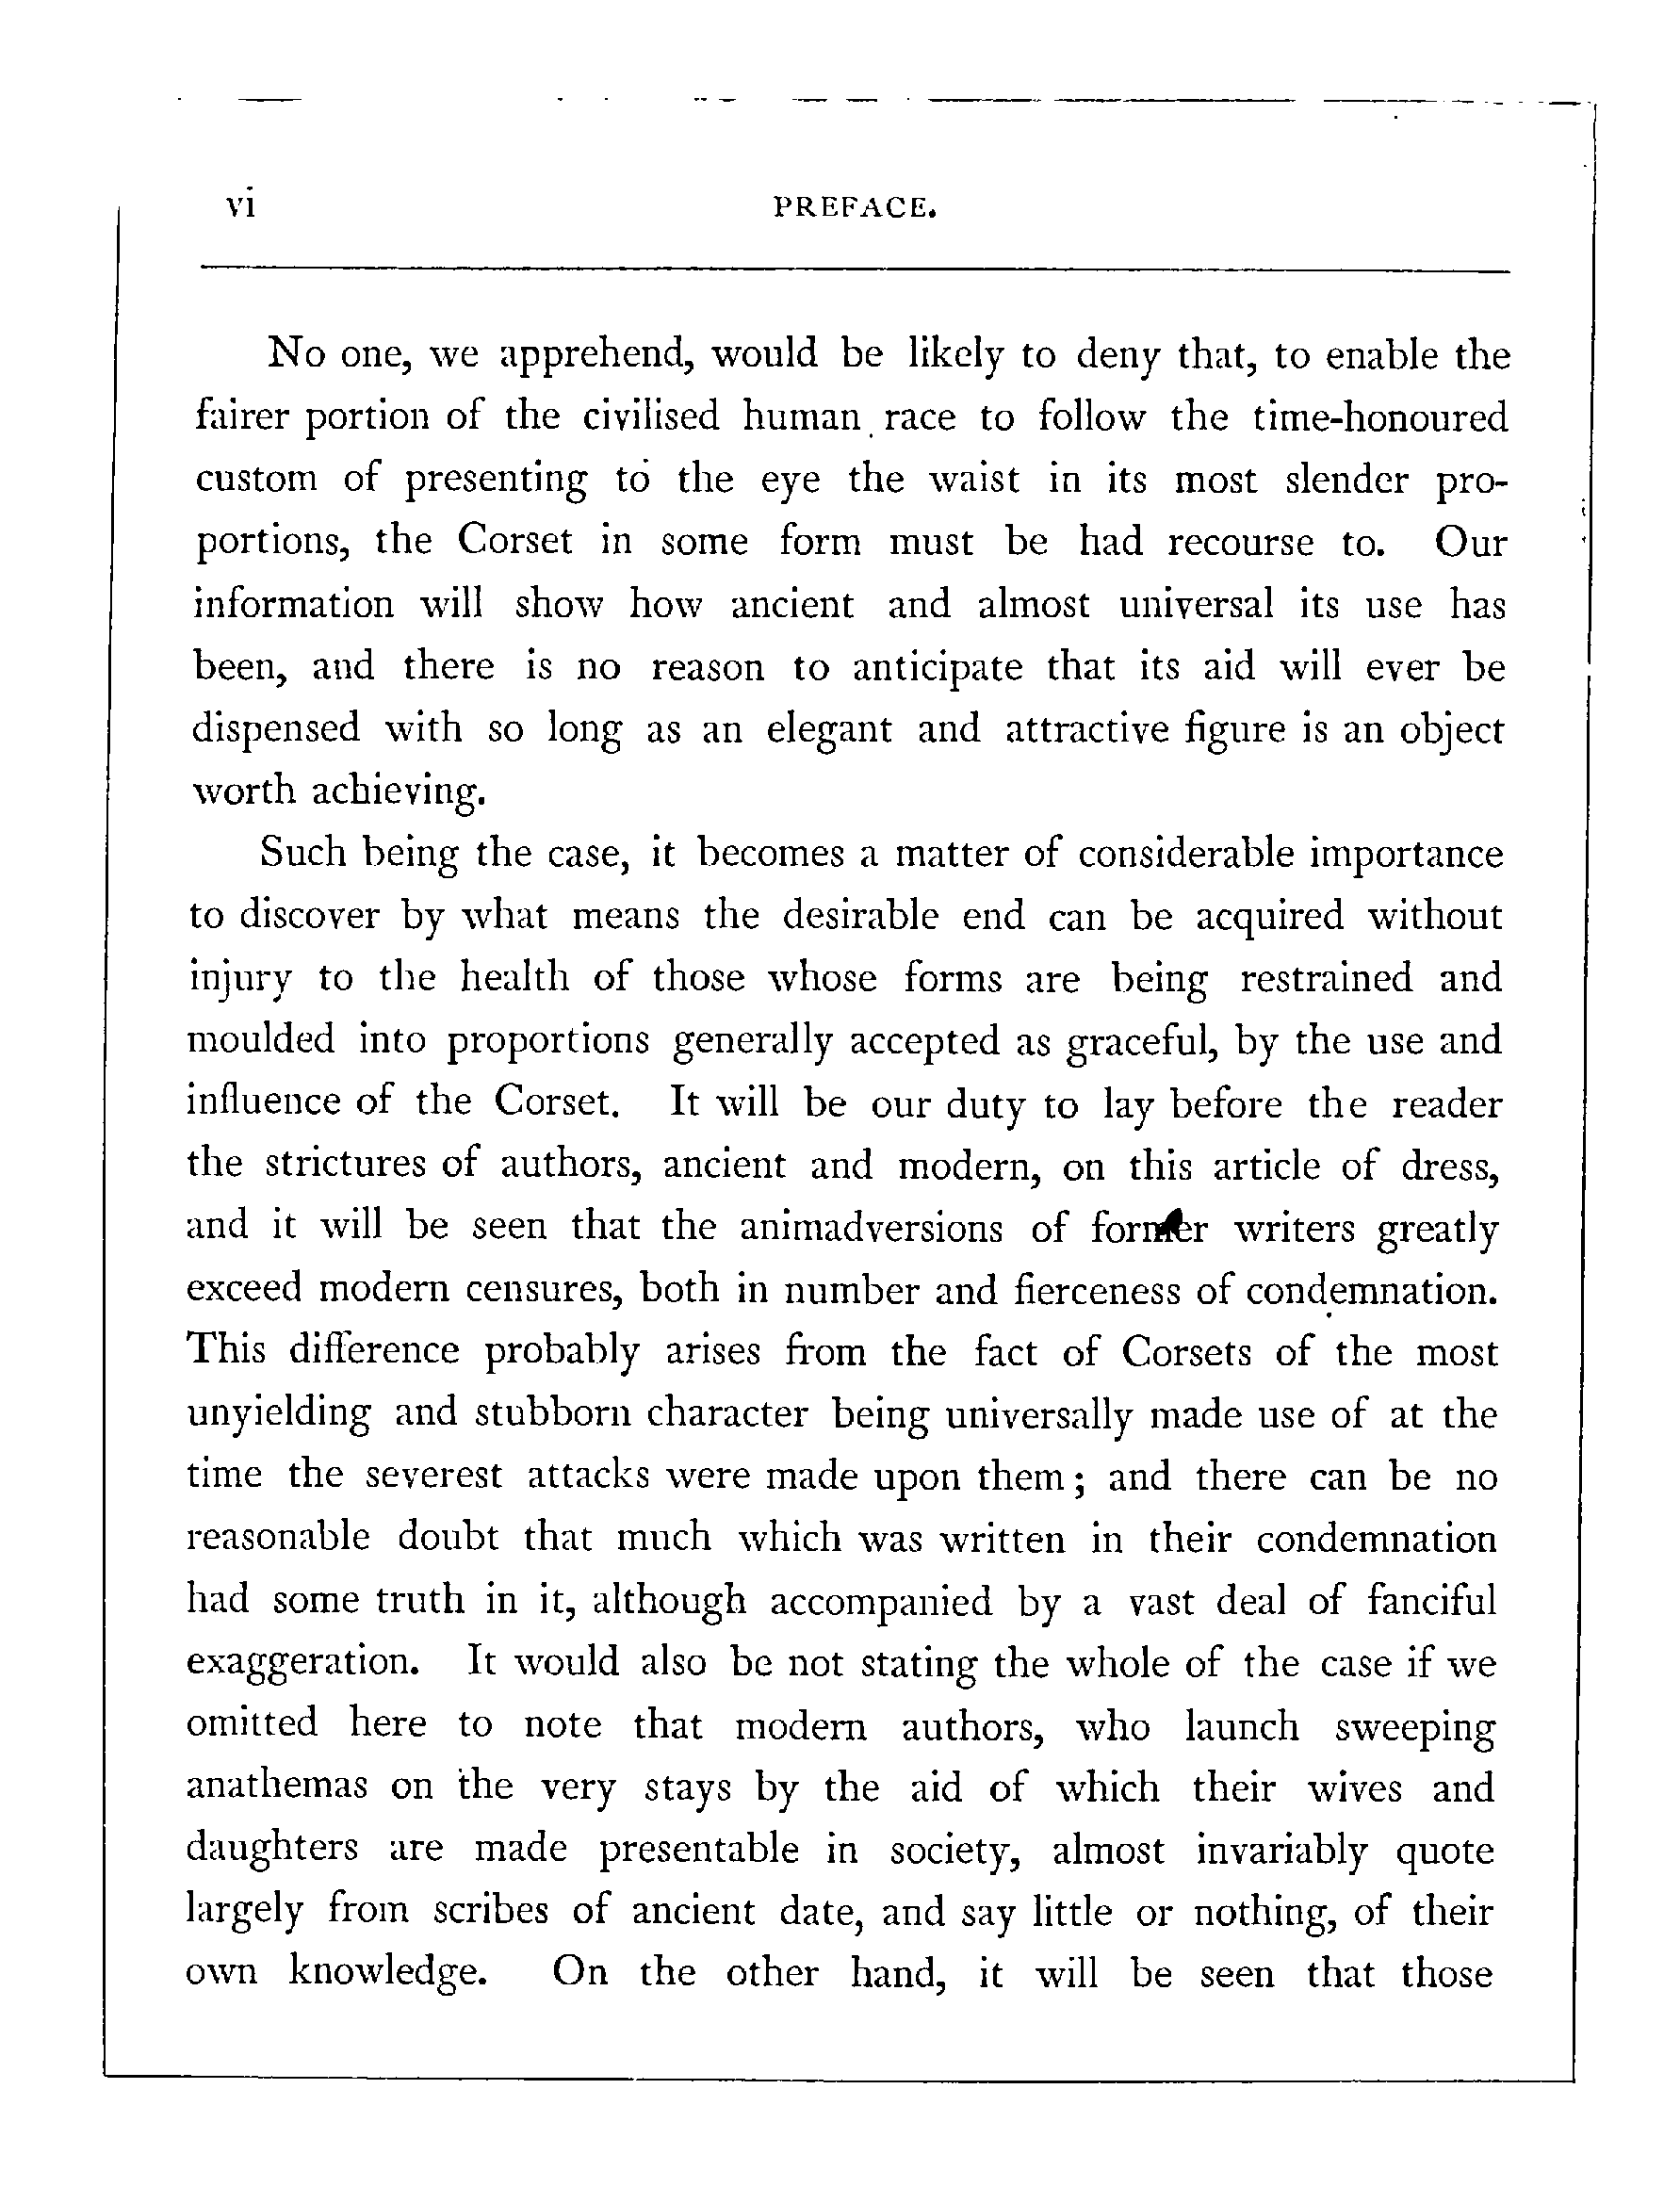 vi PREFACE.
No one, we apprehend, would be likely to deny that, to enable the
fairer portion of the civilised human race to follow the time-honoured
custom of presenting to the eye the waist in its most slender pro-
portions, the Corset in some form must be had recourse to. Our
information will show how ancient and almost universal its use has
been, and there is no reason to anticipate that its aid will ever be
dispensed with so long as an elegant and attractive figure is an object
worth achieving.
Such being the case, it becomes a matter of considerable importance
to discover by what means the desirable end can be acquired without
injury to the health of those whose forms are being restrained and
moulded into proportions generally accepted as graceful, by the use and
influence of the Corset. It will be our duty to lay before the reader
the strictures of authors, ancient and modern, on this article of dress,
and it will be seen that the animadversions of former writers greatly
exceed modern censures, both in number and fierceness of condemnation.
This difference probably arises from the fact of Corsets of the most
unyielding and stubborn character being universally made use of at the
time the severest attacks were made upon them; and there can be no
reasonable doubt that much which was written in their condemnation
had some truth in it, although accompanied by a vast deal of fanciful
exaggeration. It would also be not stating the whole of the case if we
omitted here to note that modern authors, who launch sweeping
anathemas on the very stays by the aid of which their wives and
daughters are made presentable in society, almost invariably quote
largely from scribes of ancient date, and say little or nothing, of their
own knowledge. On the other hand, it will be seen that those